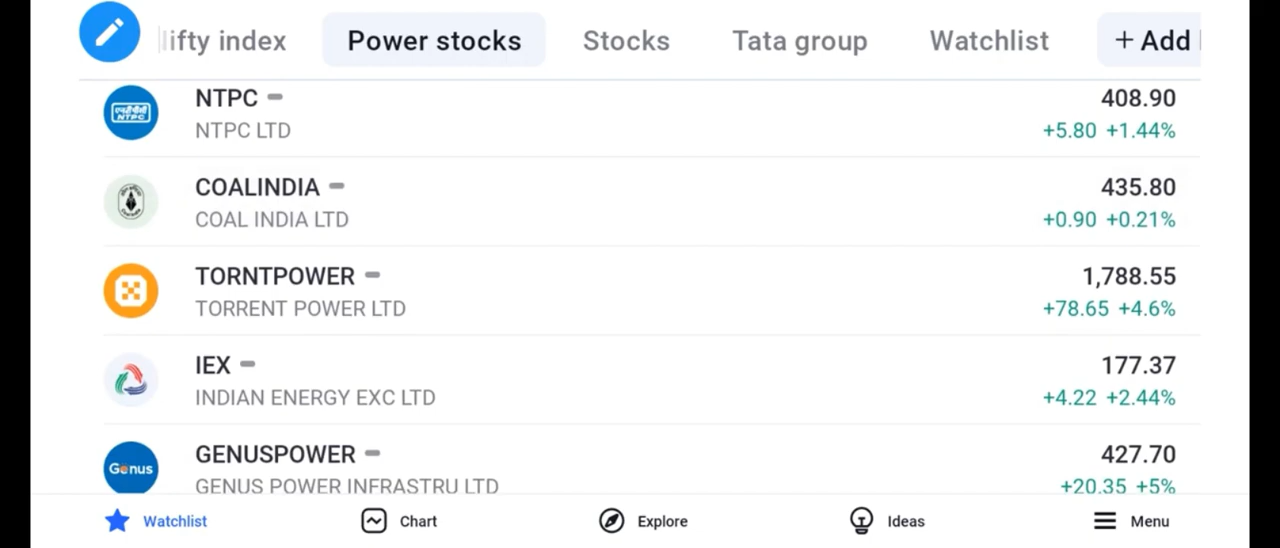 lifty index Power stocks Stocks Tata group Watchlist + Add
NTPC 408.90
NTPC LTD +5.80 +1.44%
COALINDIA 435.80
COAL INDIA LTD +0.90 +0.21%
TORNTPOWER 1,788.55
TORRENT POWER LTD +78.65 +4.6%
IEX 177.37
INDIAN ENERGY EXC LTD +4.22 +2.44%
Genus GENUSPOWER 427.70
GENUS POWER INFRASTRU LTD +20.35 +5%
Watchlist Chart Explore Ideas Menu